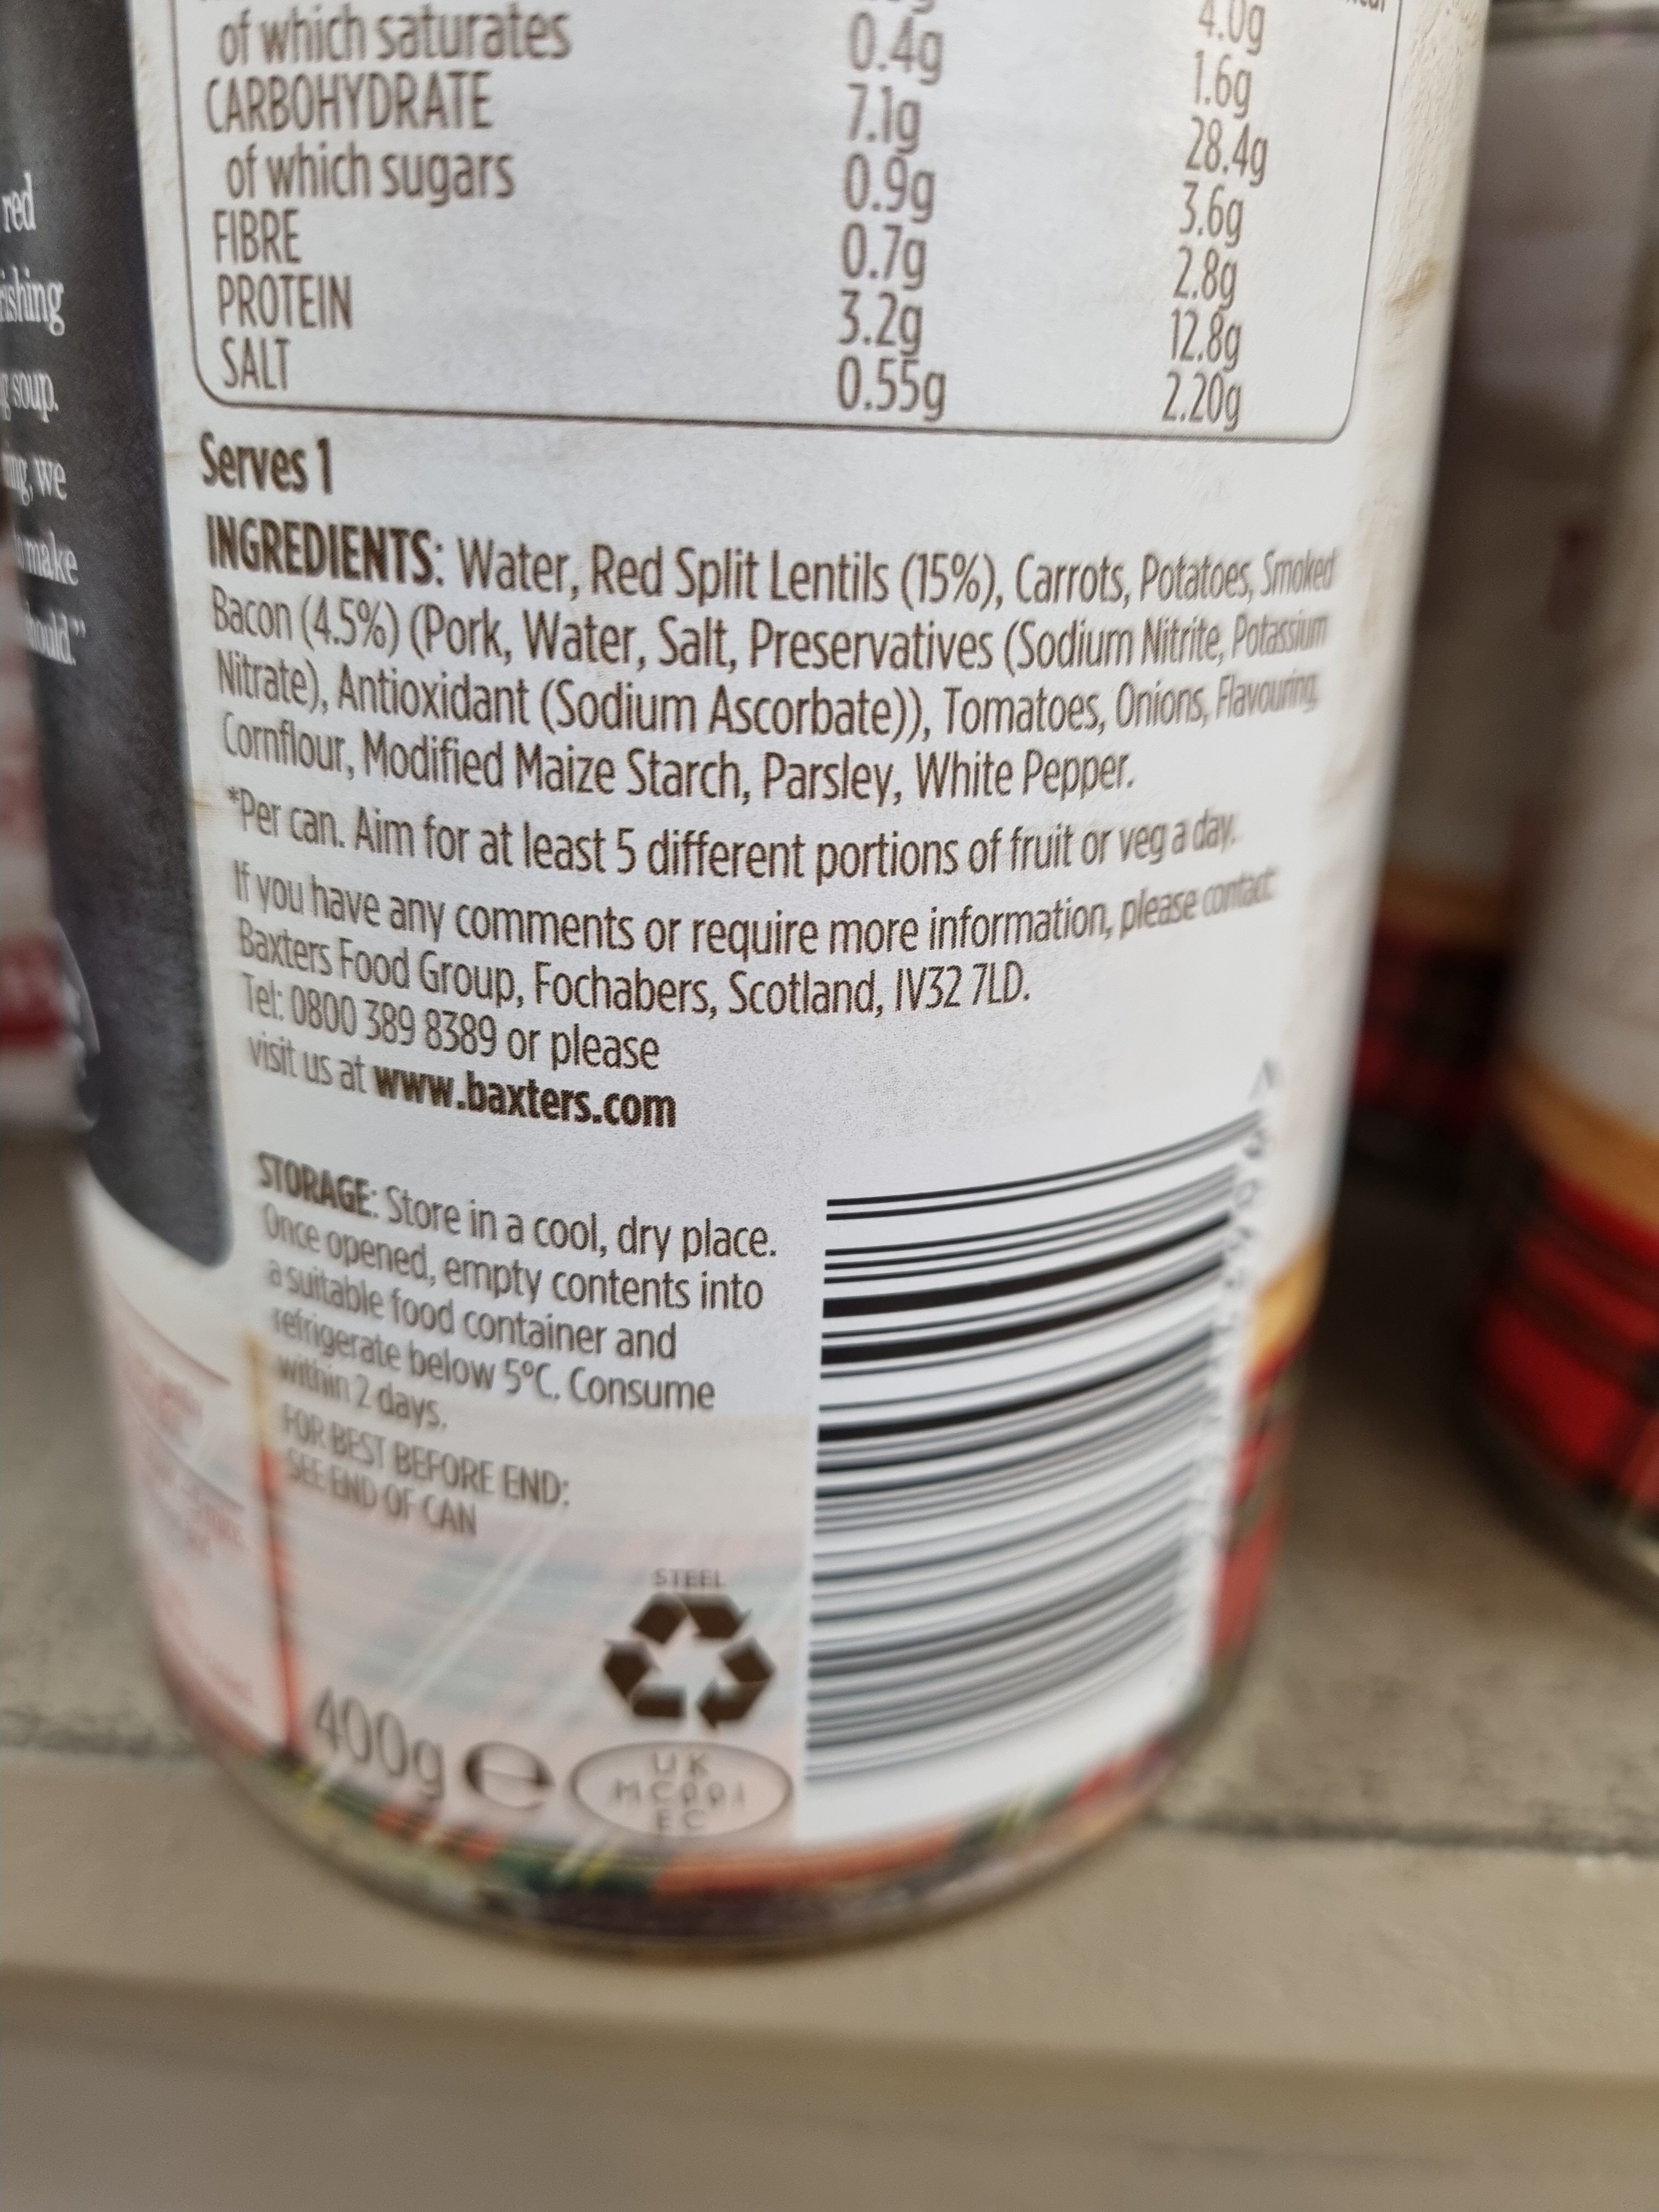 4.0g
of which saturates 0.4g 1.6g
CARBOHYDRATE 7.1g 28.4g
of which sugars 0.9g 3.6g
FIBRE 0.7g 2.8g
PROTEIN 3.2g 12.8g
SALT 0.55g 2.20g
Serves 1
INGREDIENTS: Water, Red Split Lentils (15%), Carrots, Potatoes, Smoked
Bacon (4.5%) (Pork, Water, Salt, Preservatives (Sodium Nitrite, Potassium
Nitrate), Antioxidant (Sodium Ascorbate)), Tomatoes, Onions, Flavouring,
Cornflour, Modified Maize Starch, Parsley, White Pepper.
*Per can. Aim for at least 5 different portions of fruit or veg a day.
If you have any comments or require more information, please contact:
Baxters Food Group, Fochabers, Scotland, IV32 7LD.
Tel: 0800 389 8389 or please
visit us at www.baxters.com
STORAGE: Store in a cool, dry place.
Once opened, empty contents into
a suitable food container and
refrigerate below 5°C. Consume
within 2 days.
FOR BEST BEFORE END:
SEE END OF CAN
STEEL
400g e
UK
EC
red
soup.
we
make